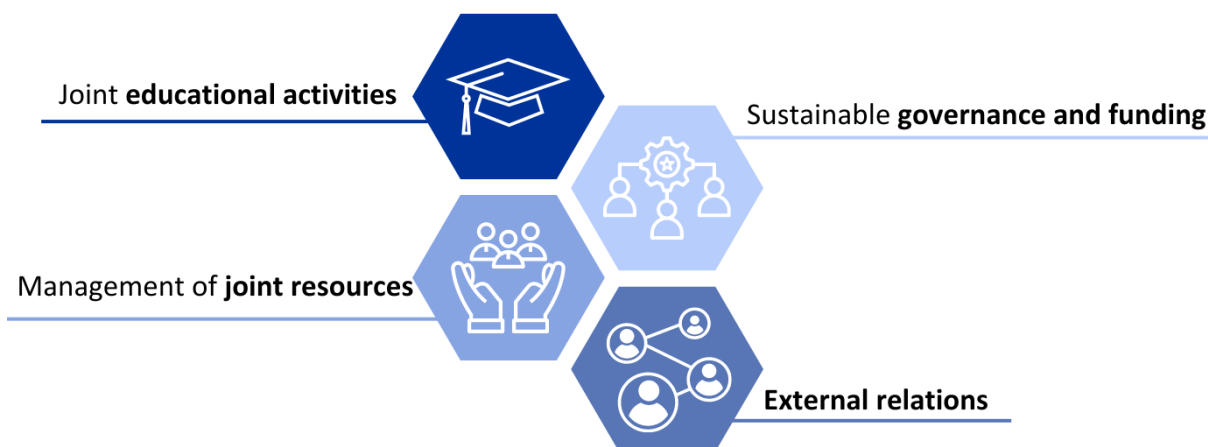 Joint educational activities
Sustainable governance and funding
Management of joint resources
External relations